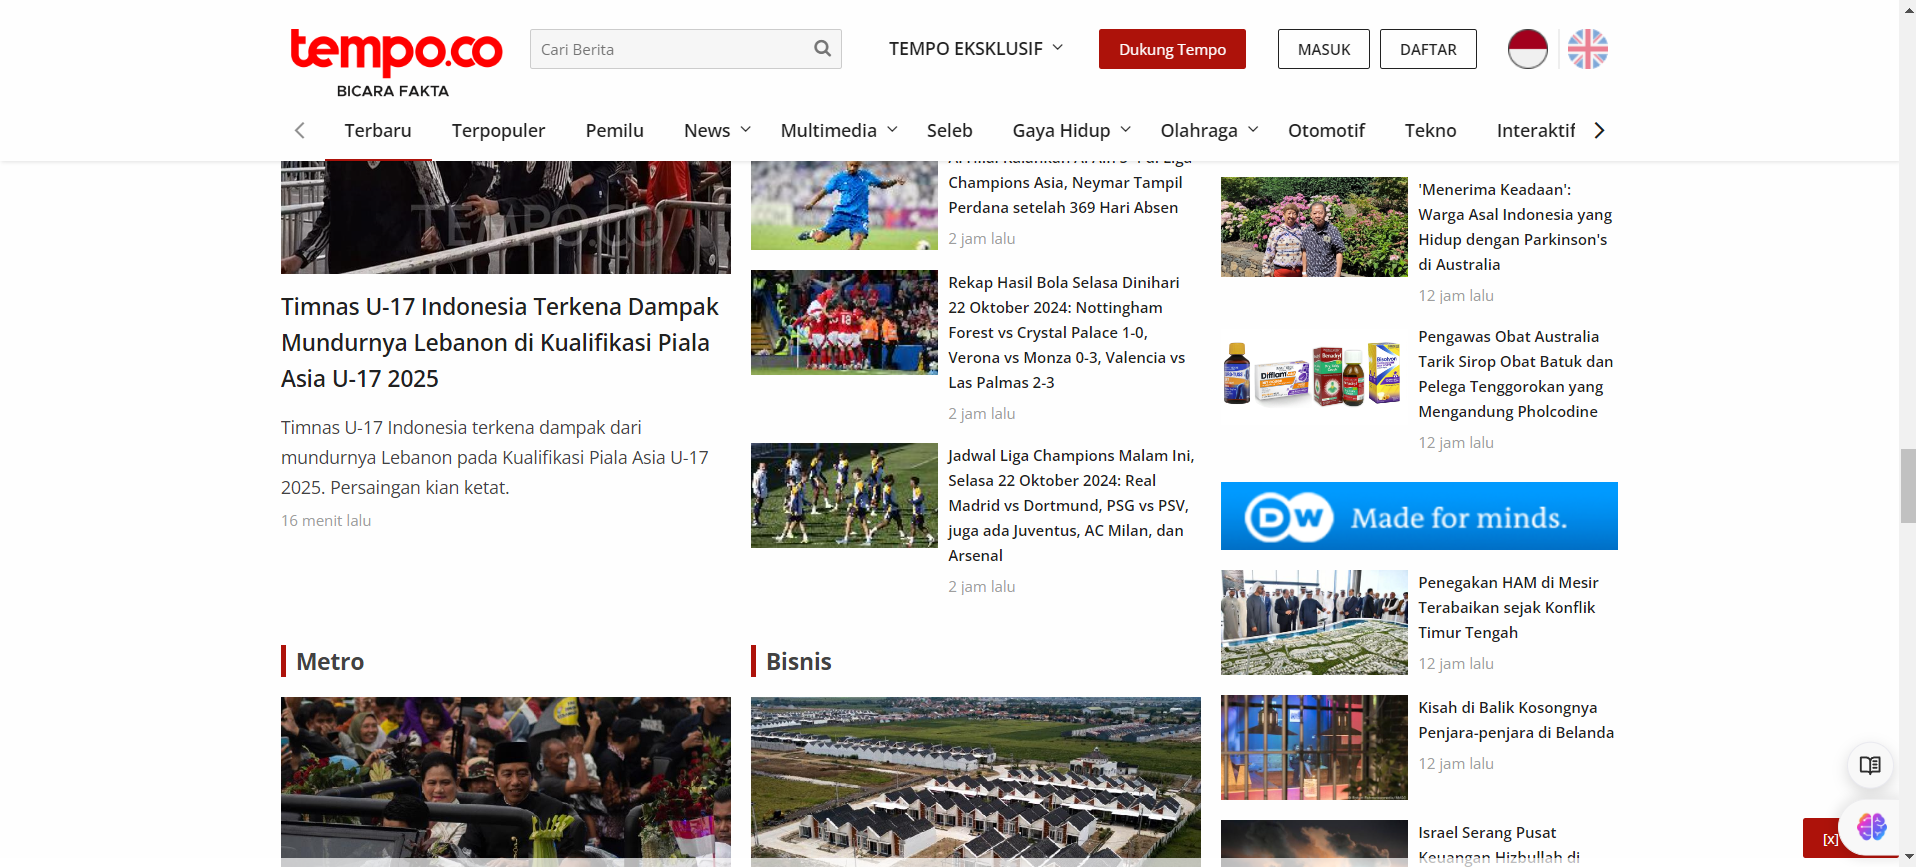 tempo.co
BICARA FAKTA
Cari Berita
TEMPO EKSKLUSIF
Dukung Tempo
MASUK
DAFTAR
Terbaru
Terpopuler
Pemilu
News
Multimedia
Seleb
Gaya Hidup
Olahraga
Otomotif
Tekno
Interaktif
TEMPO.CO
Timnas U-17 Indonesia Terkena Dampak
Mundurnya Lebanon di Kualifikasi Piala
Asia U-17 2025
Timnas U-17 Indonesia terkena dampak dari
mundurnya Lebanon pada Kualifikasi Piala Asia U-17
2025. Persaingan kian ketat.
16 menit lalu
Champions Asia, Neymar Tampil
Perdana setelah 369 Hari Absen
2 jam lalu
Rekap Hasil Bola Selasa Dinihari
22 Oktober 2024: Nottingham
Forest vs Crystal Palace 1-0,
Verona vs Monza 0-3, Valencia vs
Las Palmas 2-3
2 jam lalu
Jadwal Liga Champions Malam Ini,
Selasa 22 Oktober 2024: Real
Madrid vs Dortmund, PSG vs PSV,
juga ada Juventus, AC Milan, dan
Arsenal
2 jam lalu
'Menerima Keadaan':
Warga Asal Indonesia yang
Hidup dengan Parkinson's
di Australia
12 jam lalu
Difflam
Benadryl
Bisolvon
Pengawas Obat Australia
Tarik Sirop Obat Batuk dan
Pelega Tenggorokan yang
Mengandung Pholcodine
12 jam lalu
DW Made for minds.
Penegakan HAM di Mesir
Terabaikan sejak Konflik
Timur Tengah
12 jam lalu
Kisah di Balik Kosongnya
Penjara-penjara di Belanda
12 jam lalu
Israel Serang Pusat
Keuangan Hizbullah di
Metro
Bisnis
[x]